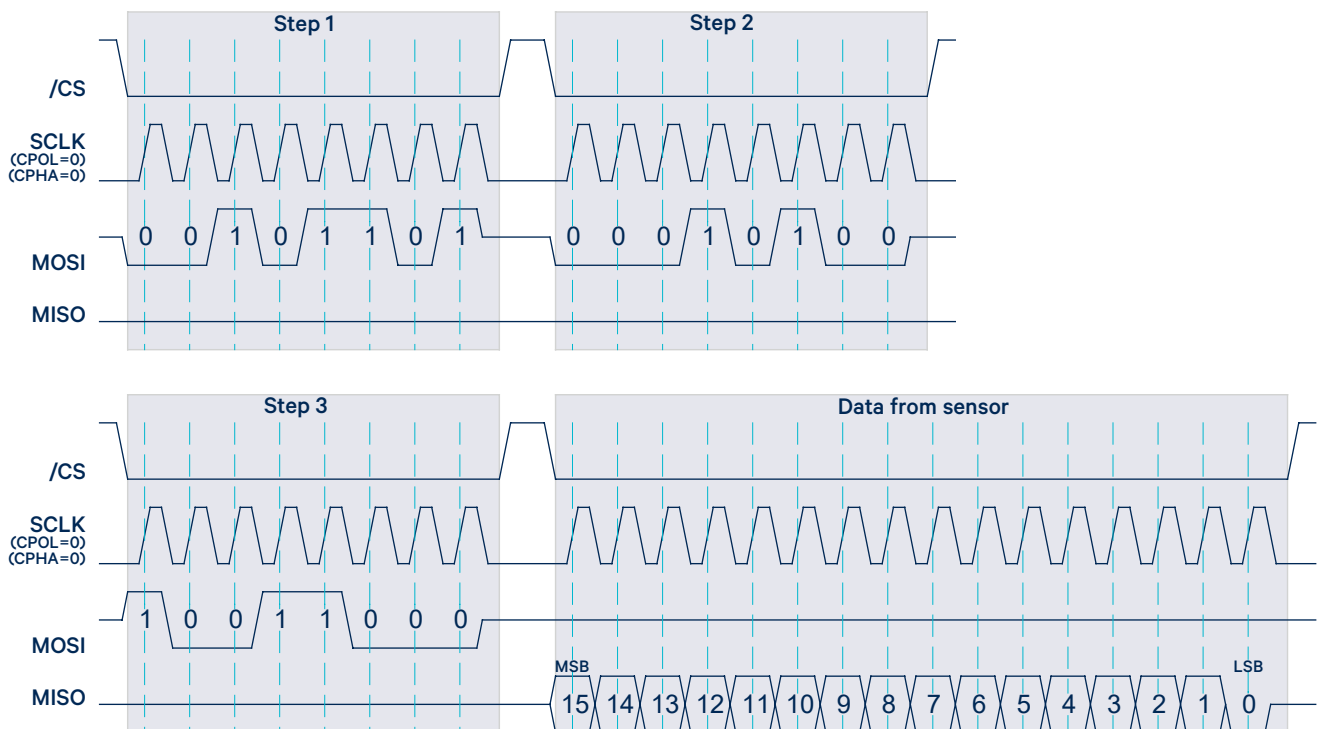 Step 1 Step 2
/CS
SCLK
(CPOL=0)
(CPHA=0)
0 0 1 0 1 1 0 1 0 0 0 1 0 1 0 0
MOSI
MISO
Step 3 Data from sensor
/CS
SCLK
(CPOL=0)
(CPHA=0)
1 0 0 1 1 0 0 0
MOSI
MSB LSB
MISO 15 14 13 12 11 10 9 8 7 6 5 4 3 2 1 0